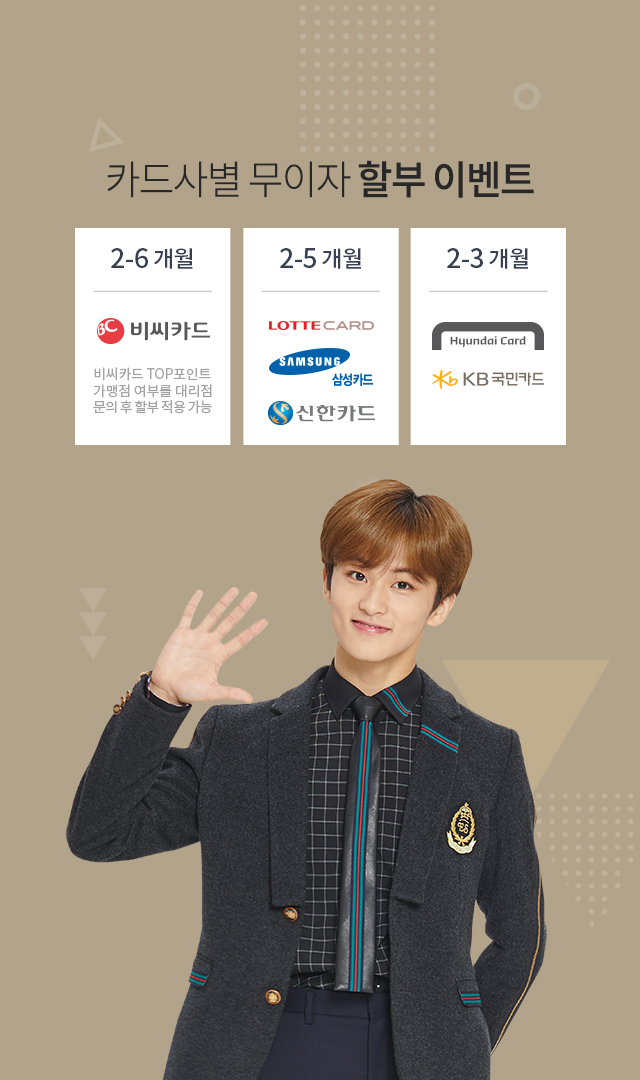 카드사별 무이자 할부 이벤트
2-6 개월
BC 비씨카드
비씨카드 TOP포인트
가맹점 여부를 대리점
문의 후 할부 적용 가능
2-5 개월
LOTTE CARD
SAMSUNG
삼성카드
신한카드
2-3 개월
Hyundai Card
KB국민카드